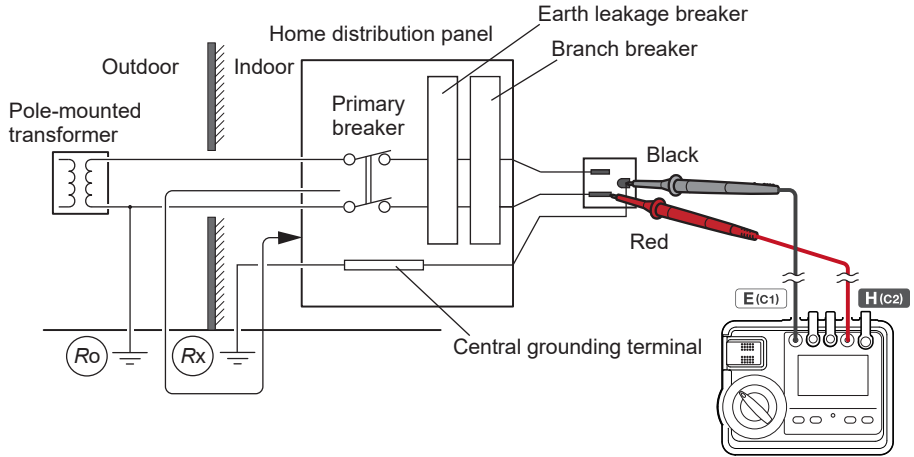 Earth leakage breaker
Home distribution panel
Branch breaker
Outdoor
Indoor
Pole-mounted
transformer
Primary
breaker
Black
Red
E(C1)
H(C2)
Ro
Rx
Central grounding terminal